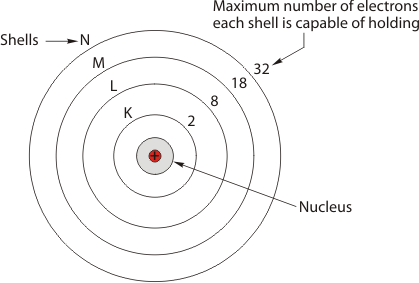 Maximum number of electrons
each shell is capable of holding
Shells
N
32
M
18
L
8
K
2
+
Nucleus